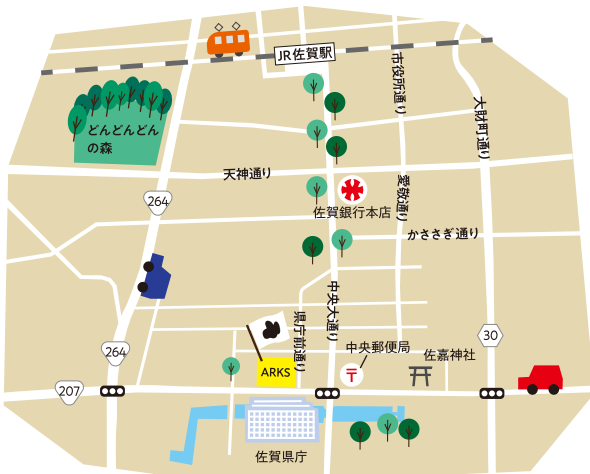 JR佐賀駅
市役所通り
大財町通り
どんどんどん
の森
天神通り
264
愛敬通り
佐賀銀行本店
かささぎ通り
中央大通り
県庁前通り
30
中央郵便局
264
佐嘉神社
ARKS
207
佐賀県庁